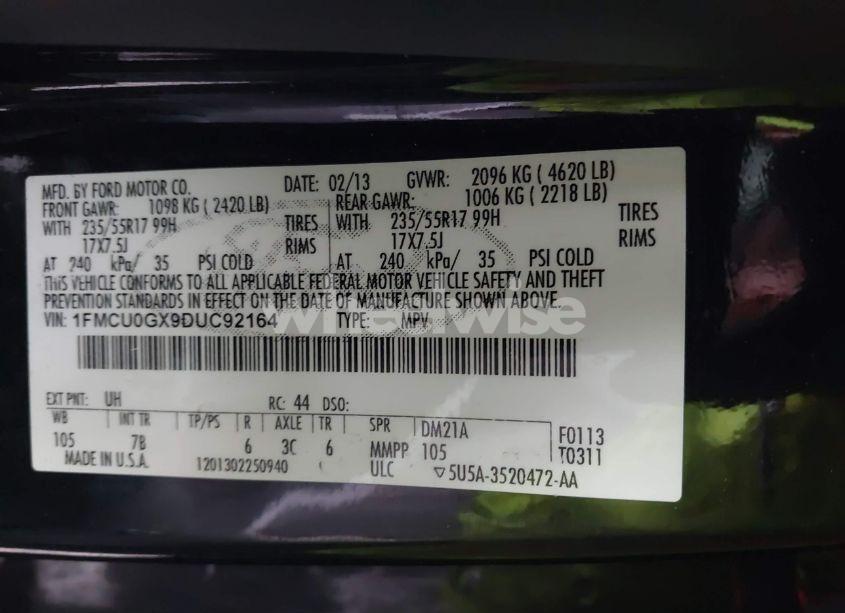 MFD. BY FORD MOTOR CO. DATE: 02/13 GVWR: 2096 KG ( 4620 LB)
FRONT GAWR: 1098 KG ( 2420 LB) REAR GAWR: 1006 KG ( 2218 LB)
WITH 235/55R17 99H TIRES WITH 235/55R17 99H TIRES
17X7.5J RIMS 17X7.5J RIMS
AT 240 kPa/ 35 PSI COLD AT 240 kPa/ 35 PSI COLD
THIS VEHICLE CONFORMS TO ALL APPLICABLE FEDERAL MOTOR VEHICLE SAFETY AND THEFT
PREVENTION STANDARDS IN EFFECT ON THE DATE OF MANUFACTURE SHOWN ABOVE.
VIN: 1FMCU0GX9DUC92164 TYPE: MPV
wheelwise
EXT PNT: UH RC: 44 DSO:
WB INT TR TP/PS R AXLE TR SPR DM21A F0113
105 7B 6 3C 6 MMPP 105 T0311
MADE IN U.S.A. 1201302250940 ULC ▽5U5A-3520472-AA